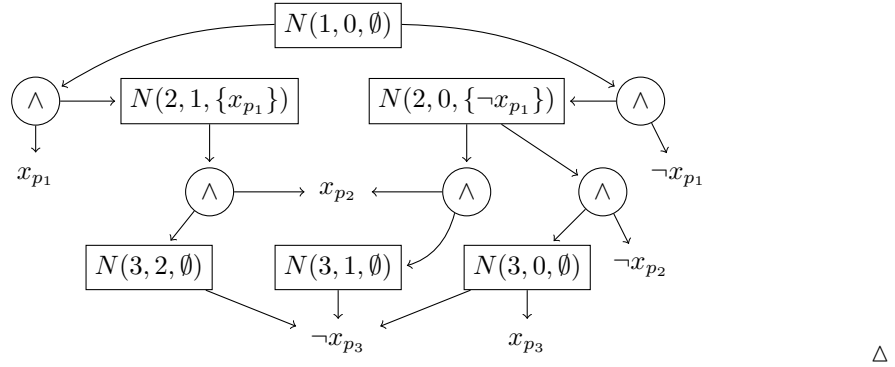 N(1, 0, ∅)
∧ N(2, 1, {x_{p_1}}) N(2, 0, {¬x_{p_1}}) ∧
x_{p_1} ¬x_{p_1}
∧ x_{p_2} ∧ ∧
N(3, 2, ∅) N(3, 1, ∅) N(3, 0, ∅) ¬x_{p_2}
¬x_{p_3} x_{p_3}
△